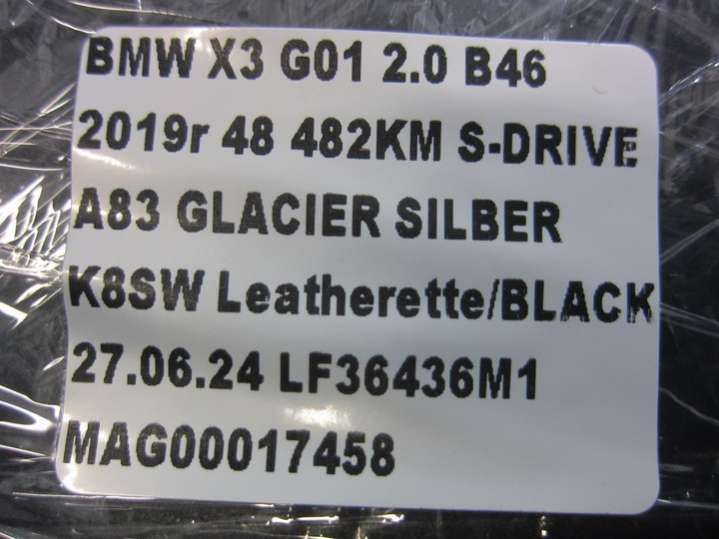 BMW X3 G01 2.0 B46
2019r 48 482KM S-DRIVE
A83 GLACIER SILBER
K8SW Leatherette/BLACK
27.06.24 LF36436M1
MAG00017458